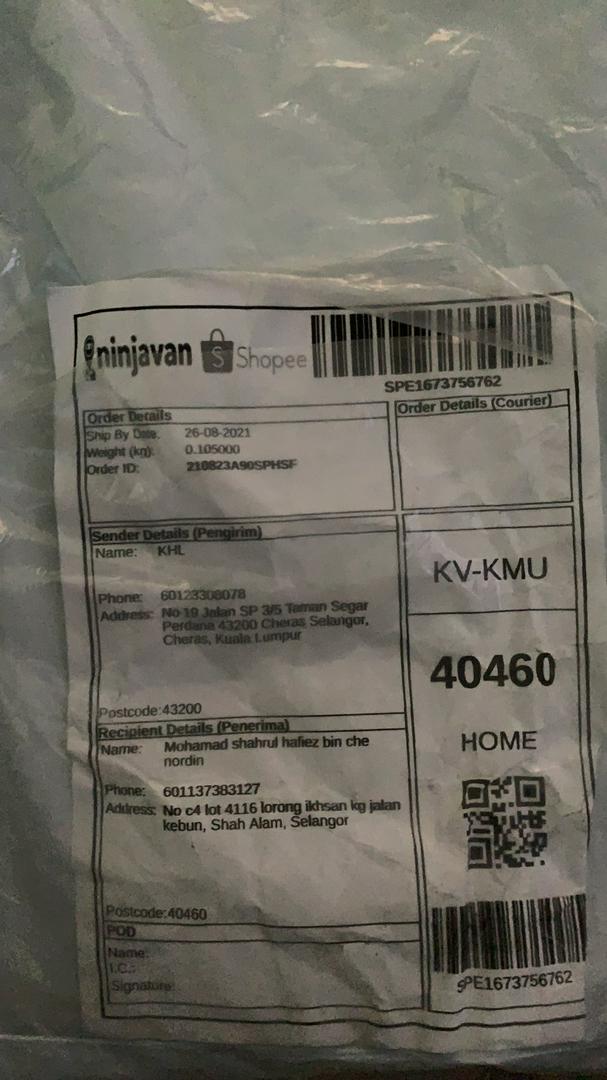 ninjavan Shopee
SPE1673756762
Order Details
Ship By Date: 26-08-2021
Weight (kg): 0.105000
Order ID: 210823A90SPHSF
Order Details (Courier)
Sender Details (Pengirim)
Name: KHL
Phone: 60123308078
Address: No 19 Jalan SP 3/5 Taman Segar
Perdana 43200 Cheras Selangor,
Cheras, Kuala Lumpur
Postcode:43200
Recipient Details (Penerima)
Name: Mohamad shahrul hafiez bin che
nordin
Phone: 601137383127
Address: No c4 lot 4116 lorong ikhsan kg jalan
kebun, Shah Alam, Selangor
Postcode:40460
POD
Name:
I.C.:
Signature:
KV-KMU
40460
HOME
SPE1673756762